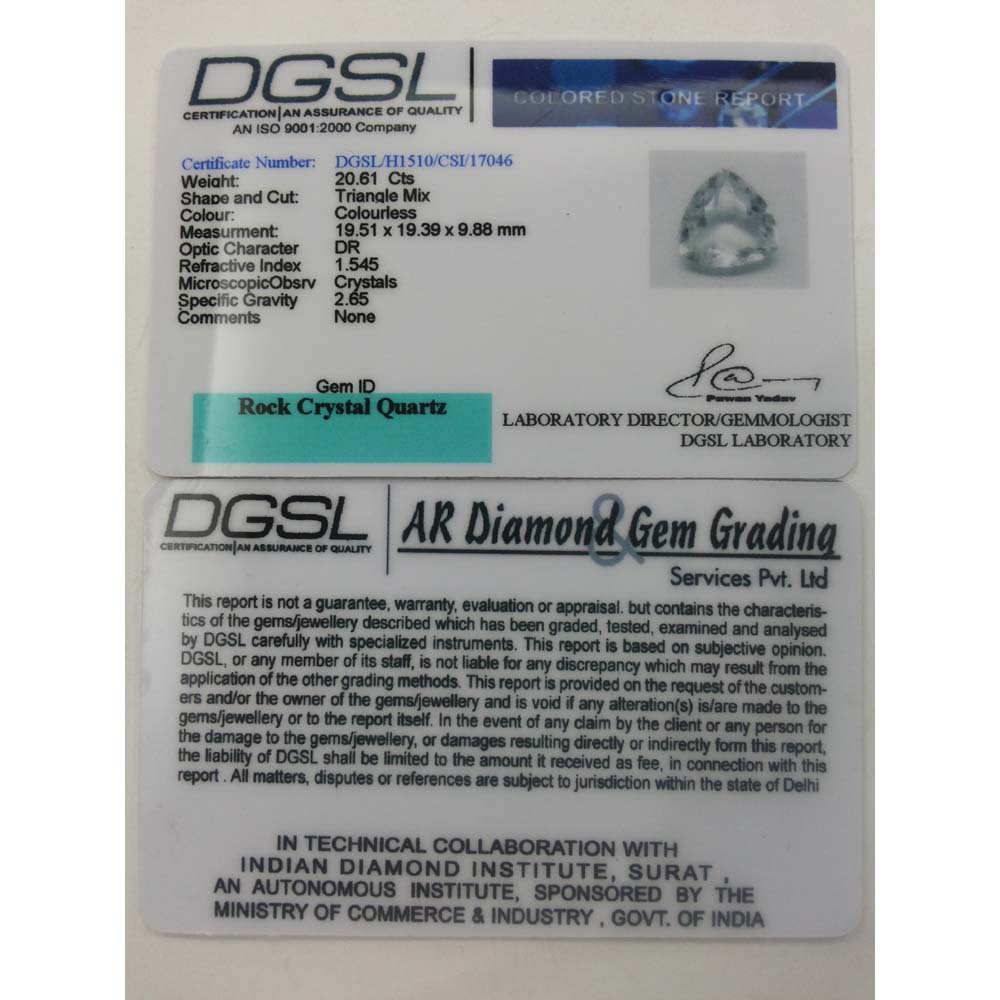 DGSL
CERTIFICATION|AN ASSURANCE OF QUALITY
AN ISO 9001:2000 Company
COLORED STONE REPORT
Certificate Number: DGSL/H1510/CSI/17046
Weight: 20.61 Cts
Shape and Cut: Triangle Mix
Colour: Colourless
Measurment: 19.51 x 19.39 x 9.88 mm
Optic Character DR
Refractive Index 1.545
MicroscopicObsrv Crystals
Specific Gravity 2.65
Comments None
Gem ID
Rock Crystal Quartz
Pawan Yadav
LABORATORY DIRECTOR/GEMMOLOGIST
DGSL LABORATORY
DGSL
CERTIFICATION|AN ASSURANCE OF QUALITY
AR Diamond & Gem Grading
Services Pvt. Ltd
This report is not a guarantee, warranty, evaluation or appraisal. but contains the characteris-
tics of the gems/jewellery described which has been graded, tested, examined and analysed
by DGSL carefully with specialized instruments. This report is based on subjective opinion.
DGSL, or any member of its staff, is not liable for any discrepancy which may result from the
application of the other grading methods. This report is provided on the request of the custom-
ers and/or the owner of the gems/jewellery and is void if any alteration(s) is/are made to the
gems/jewellery or to the report itself. In the event of any claim by the client or any person for
the damage to the gems/jewellery, or damages resulting directly or indirectly form this report,
the liability of DGSL shall be limited to the amount it received as fee, in connection with this
report . All matters, disputes or references are subject to jurisdiction within the state of Delhi
IN TECHNICAL COLLABORATION WITH
INDIAN DIAMOND INSTITUTE, SURAT ,
AN AUTONOMOUS INSTITUTE, SPONSORED BY THE
MINISTRY OF COMMERCE & INDUSTRY , GOVT. OF INDIA